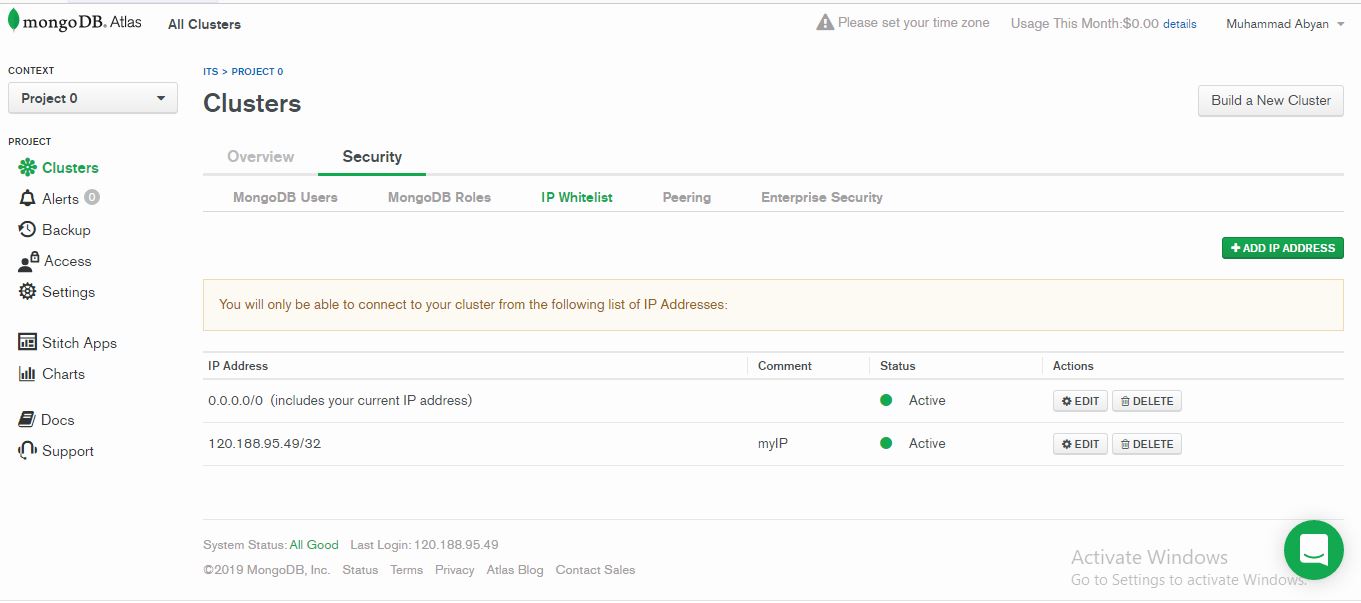 mongoDB. Atlas All Clusters Please set your time zone Usage This Month:$0.00 details Muhammad Abyan
CONTEXT
Project 0
ITS > PROJECT 0
Clusters
Build a New Cluster
PROJECT
Clusters
Alerts 0
Backup
Access
Settings
Stitch Apps
Charts
Docs
Support
Overview Security
MongoDB Users MongoDB Roles IP Whitelist Peering Enterprise Security
+ ADD IP ADDRESS
You will only be able to connect to your cluster from the following list of IP Addresses:
IP Address Comment Status Actions
0.0.0.0/0 (includes your current IP address) Active EDIT DELETE
120.188.95.49/32 myIP Active EDIT DELETE
System Status: All Good Last Login: 120.188.95.49
©2019 MongoDB, Inc. Status Terms Privacy Atlas Blog Contact Sales
Activate Windows
Go to Settings to activate Windows.